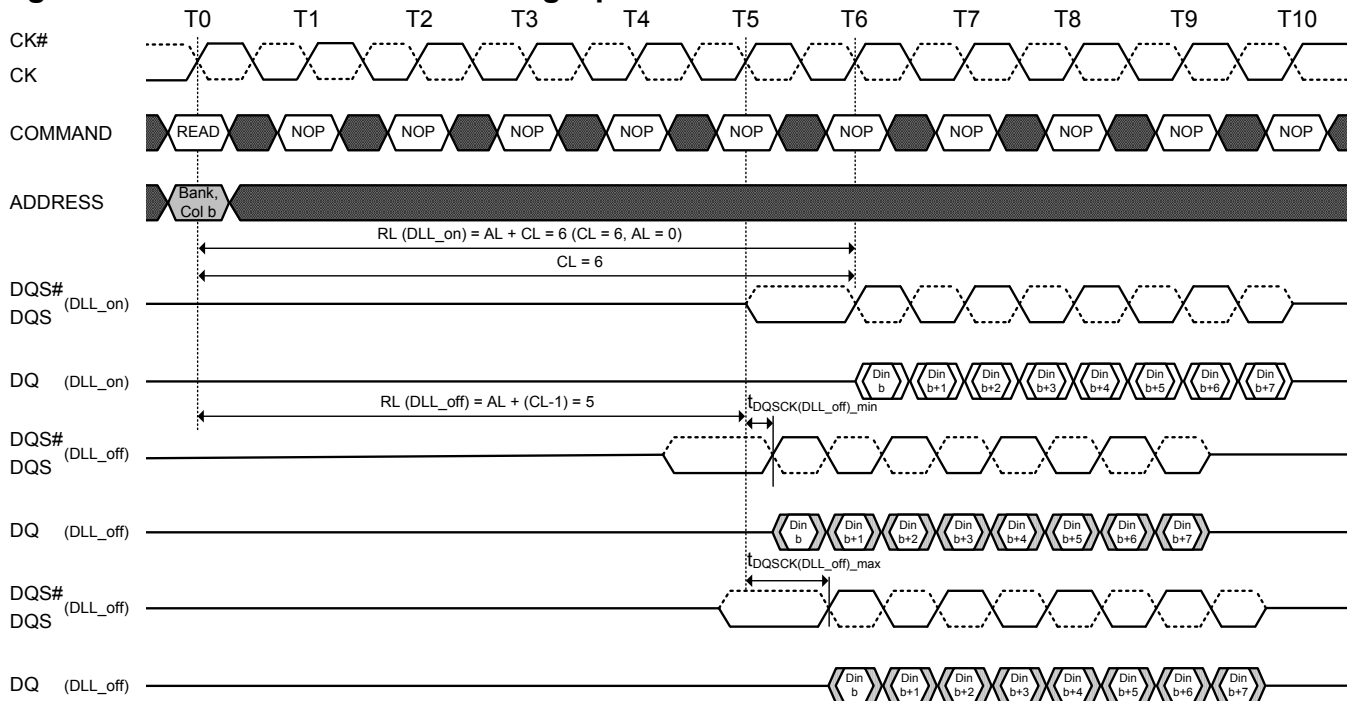 T0 T1 T2 T3 T4 T5 T6 T7 T8 T9 T10
CK#
CK
COMMAND READ NOP NOP NOP NOP NOP NOP NOP NOP NOP NOP
ADDRESS Bank,
Col b
RL (DLL_on) = AL + CL = 6 (CL = 6, AL = 0)
CL = 6
DQS# (DLL_on)
DQS
DQ (DLL_on) Din b Din b+1 Din b+2 Din b+3 Din b+4 Din b+5 Din b+6 Din b+7
RL (DLL_off) = AL + (CL-1) = 5 tDQSCK(DLL_off)_min
DQS# (DLL_off)
DQS
DQ (DLL_off) Din b Din b+1 Din b+2 Din b+3 Din b+4 Din b+5 Din b+6 Din b+7
tDQSCK(DLL_off)_max
DQS# (DLL_off)
DQS
DQ (DLL_off) Din b Din b+1 Din b+2 Din b+3 Din b+4 Din b+5 Din b+6 Din b+7